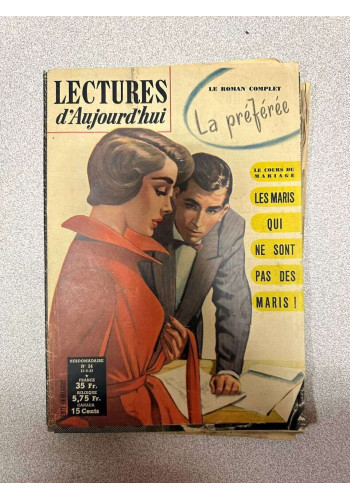 LECTURES
d'Aujourd'hui
LE ROMAN COMPLET
La préférée
LE COURS DU
MARIAGE
LES MARIS
QUI
NE SONT
PAS DES
MARIS !
HEBDOMADAIRE
FRANCE
35 Fr.
BELGIQUE
5,75 Fr.
CANADA
15 Cents